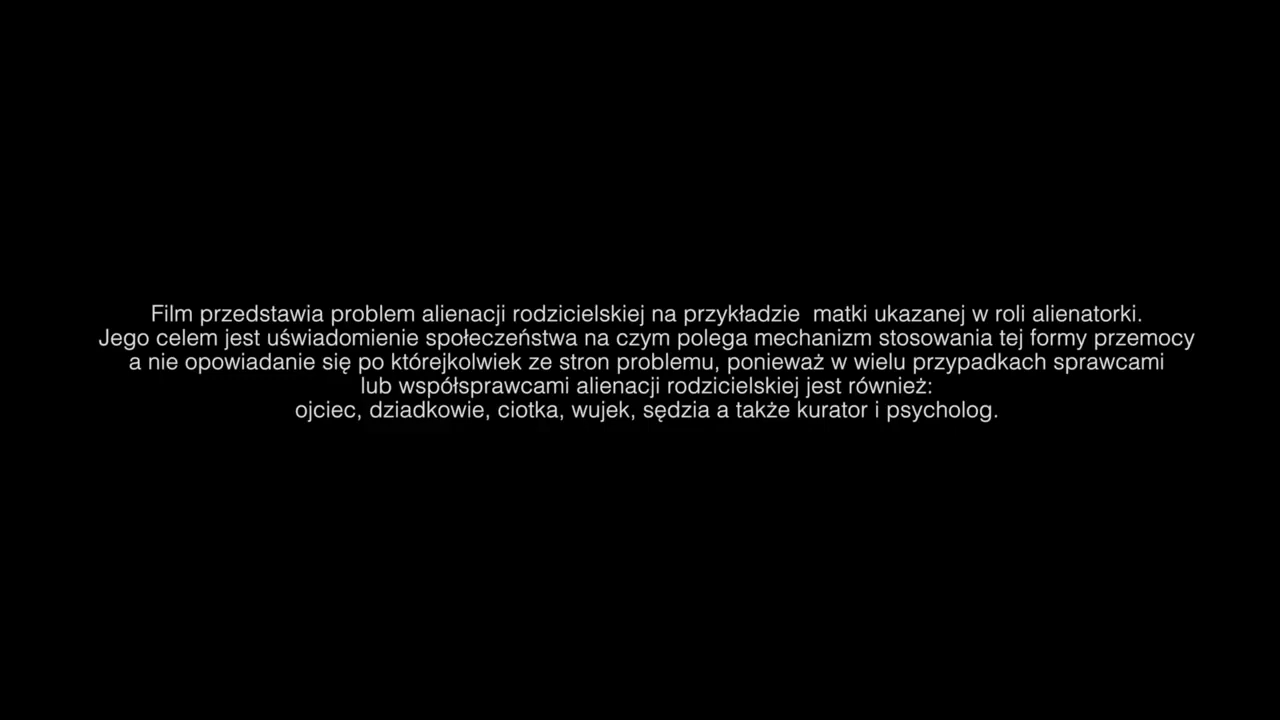 Film przedstawia problem alienacji rodzicielskiej na przykładzie  matki ukazanej w roli alienatorki.
Jego celem jest uświadomienie społeczeństwa na czym polega mechanizm stosowania tej formy przemocy
a nie opowiadanie się po którejkolwiek ze stron problemu, ponieważ w wielu przypadkach sprawcami
lub współsprawcami alienacji rodzicielskiej jest również:
ojciec, dziadkowie, ciotka, wujek, sędzia a także kurator i psycholog.